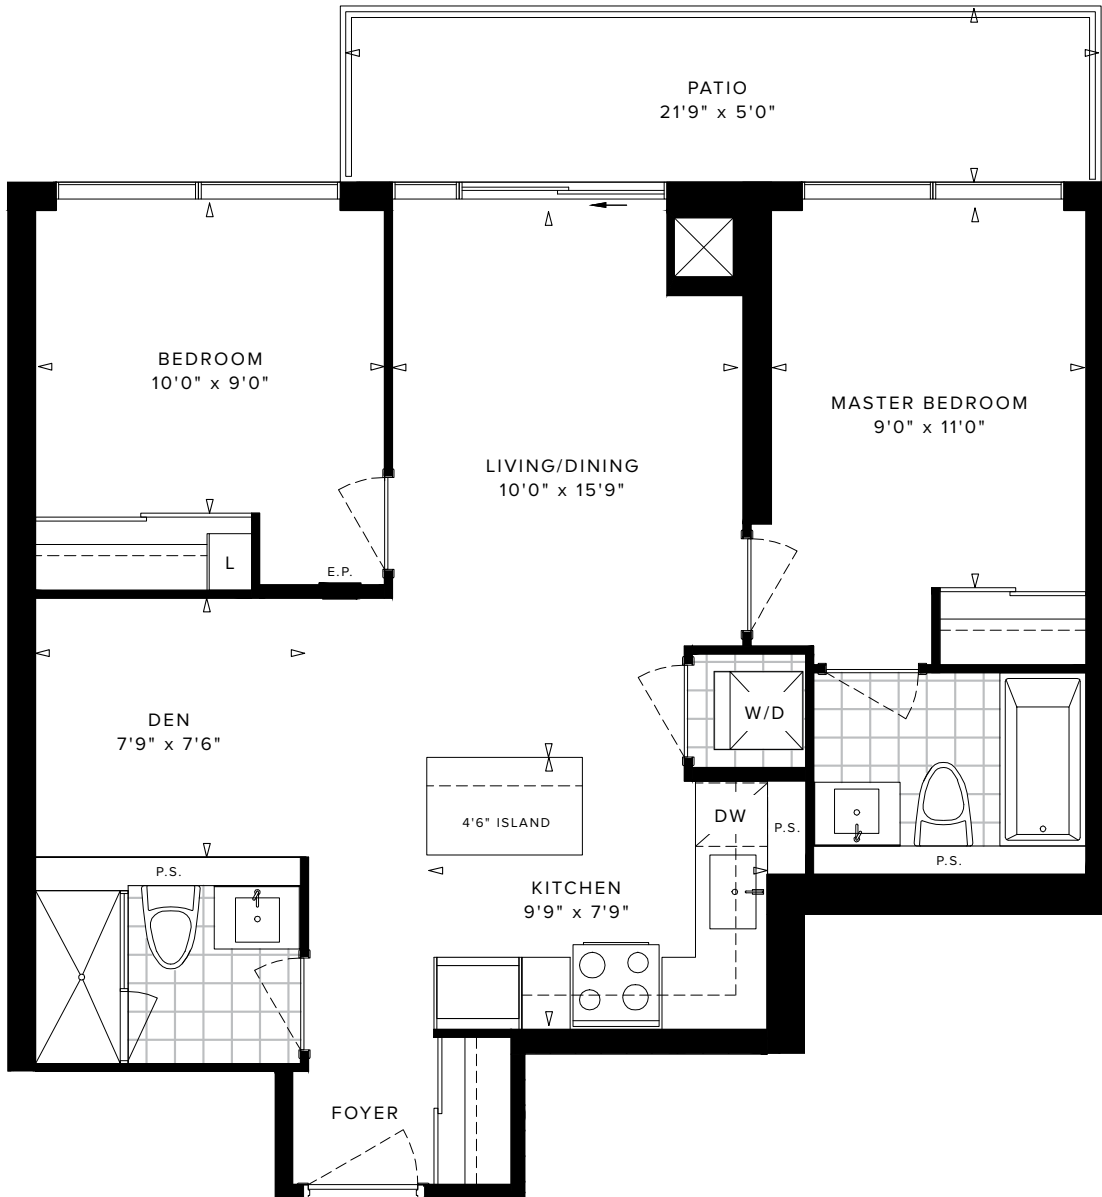 PATIO
21'9" x 5'0"
BEDROOM
10'0" x 9'0"
MASTER BEDROOM
9'0" x 11'0"
LIVING/DINING
10'0" x 15'9"
L
E.P.
DEN
7'9" x 7'6"
W/D
4'6" ISLAND
DW
P.S.
P.S.
P.S.
KITCHEN
9'9" x 7'9"
FOYER